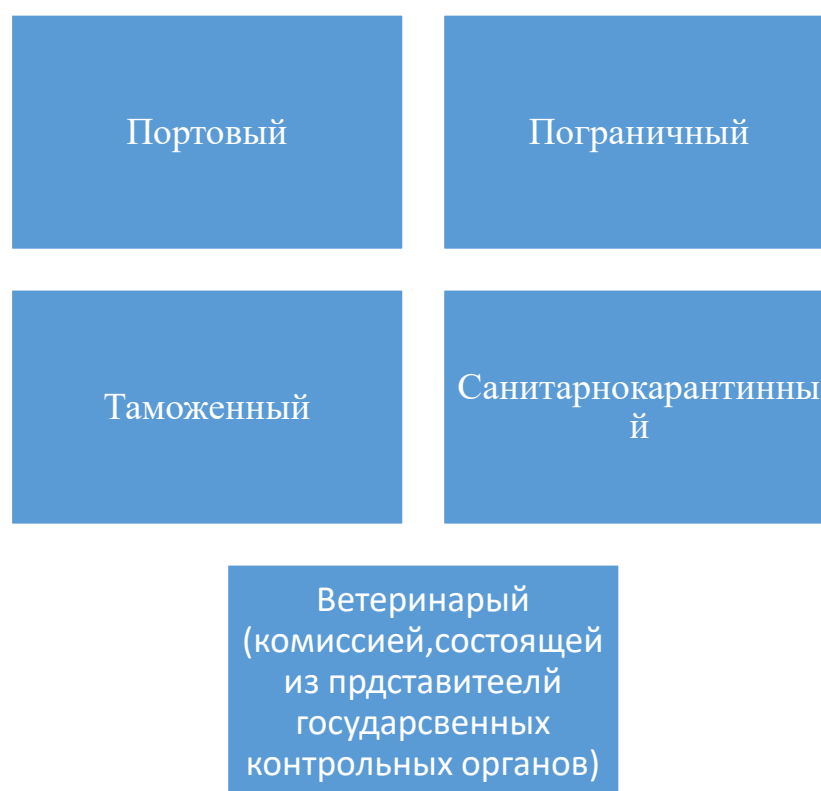 Портовый
Пограничный
Таможенный
Санитарнокарантинны
й
Ветеринарый
(комиссией,состоящей
из прдставитеелй
государсвенных
контрольных органов)